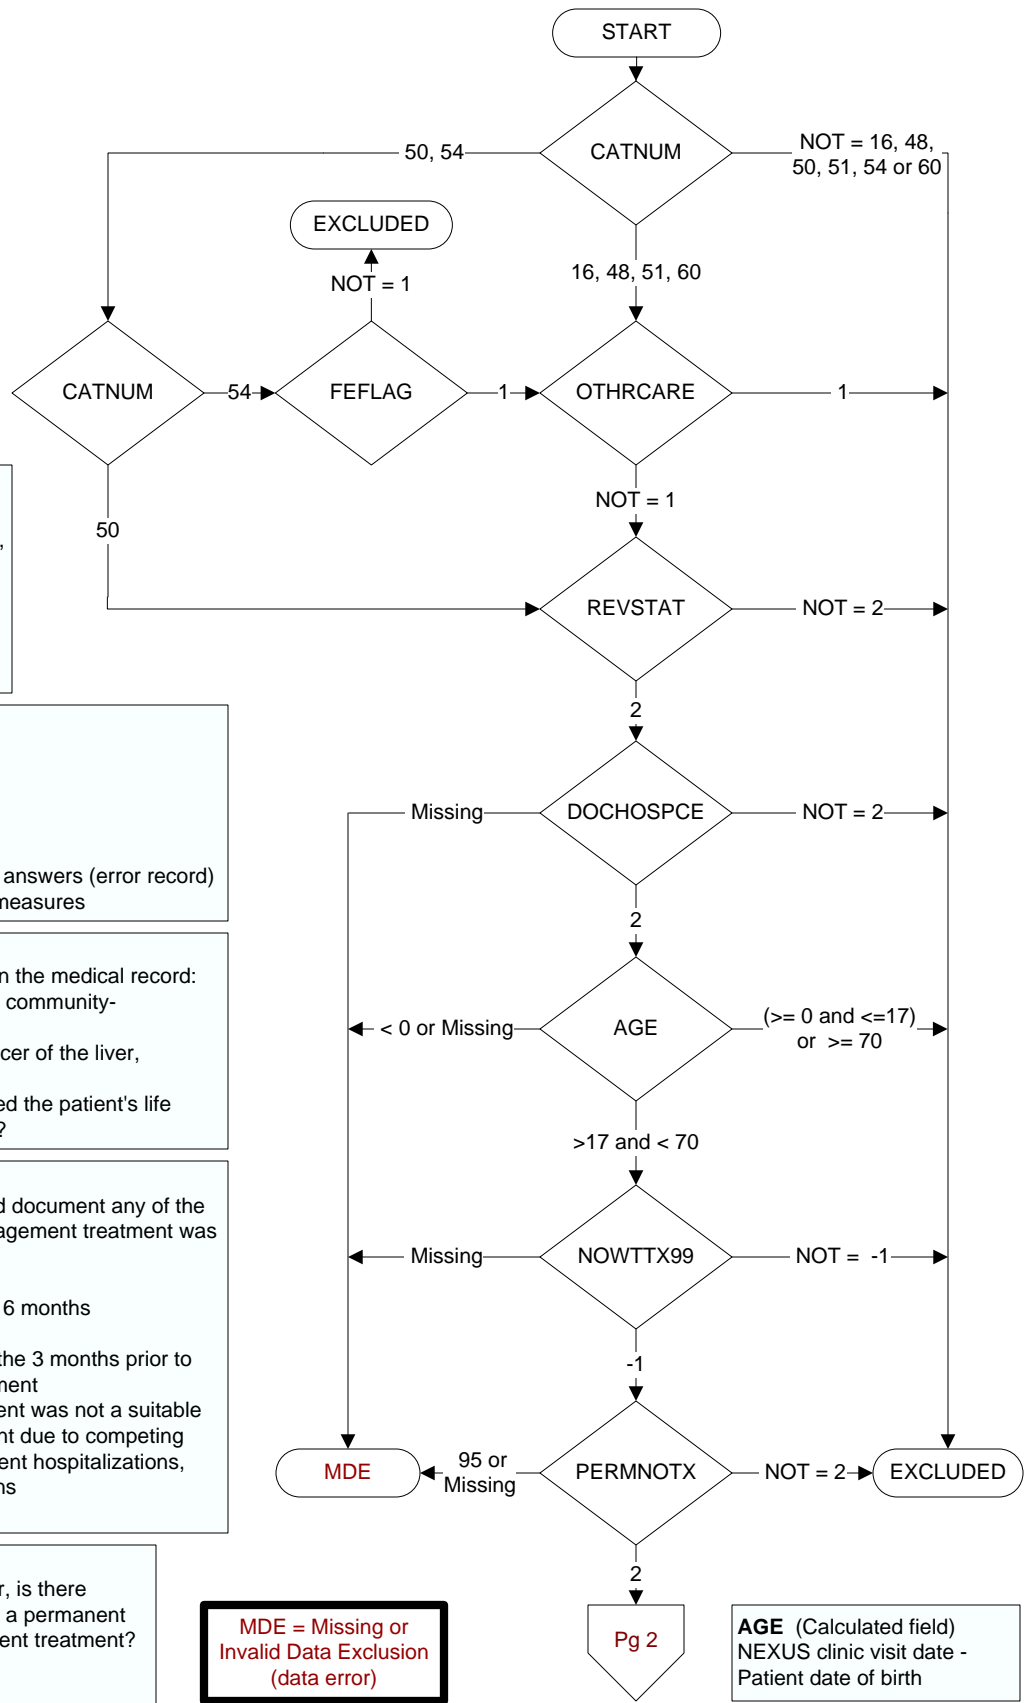 START
CATNUM
50, 54
NOT = 16, 48,
50, 51, 54 or 60
EXCLUDED
NOT = 1
16, 48, 51, 60
CATNUM
54
FEFLAG
1
OTHRCARE
1
NOT = 1
50
,
REVSTAT
NOT = 2
2
Missing
DOCHOSPCE
NOT = 2
answers (error record)
measures
2
n the medical record:
community-
cer of the liver,
ed the patient's life
?
< 0 or Missing
AGE
(>= 0 and <=17)
or >= 70
>17 and < 70
d document any of the
agement treatment was
6 months
the 3 months prior to
ment
ent was not a suitable
nt due to competing
ent hospitalizations,
ns
Missing
NOWTTX99
NOT = -1
-1
MDE
95 or
Missing
PERMNOTX
NOT = 2
EXCLUDED
2
r, is there
a permanent
ent treatment?
MDE = Missing or
Invalid Data Exclusion
(data error)
Pg 2
AGE (Calculated field)
NEXUS clinic visit date -
Patient date of birth